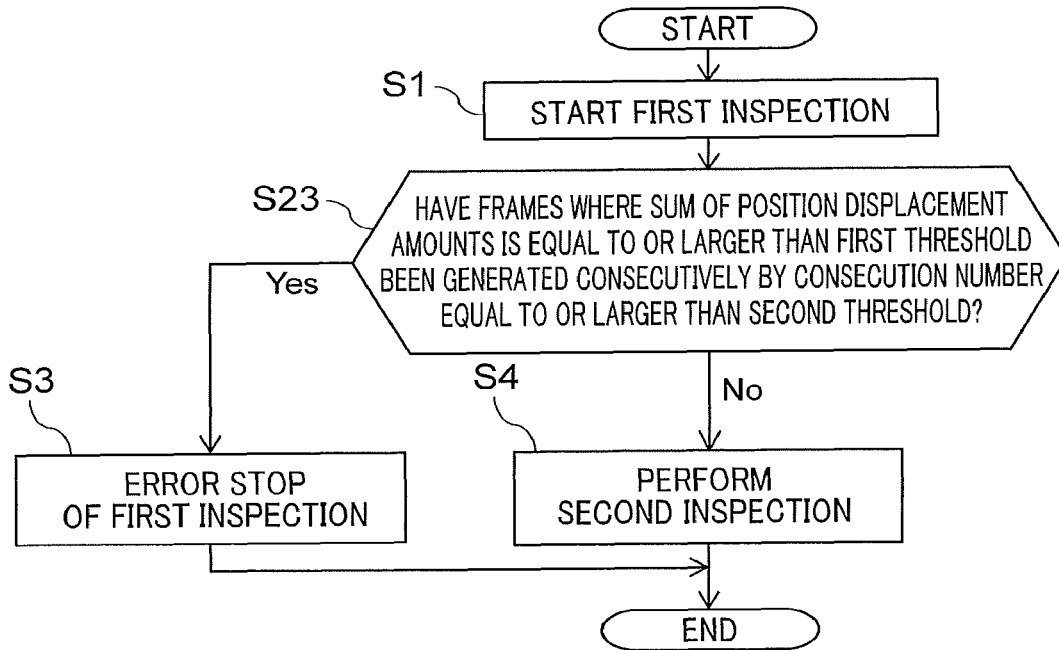 START
S1
START FIRST INSPECTION
S23
HAVE FRAMES WHERE SUM OF POSITION DISPLACEMENT
AMOUNTS IS EQUAL TO OR LARGER THAN FIRST THRESHOLD
BEEN GENERATED CONSECUTIVELY BY CONSECUTION NUMBER
EQUAL TO OR LARGER THAN SECOND THRESHOLD?
Yes
No
S3
ERROR STOP
OF FIRST INSPECTION
S4
PERFORM
SECOND INSPECTION
END